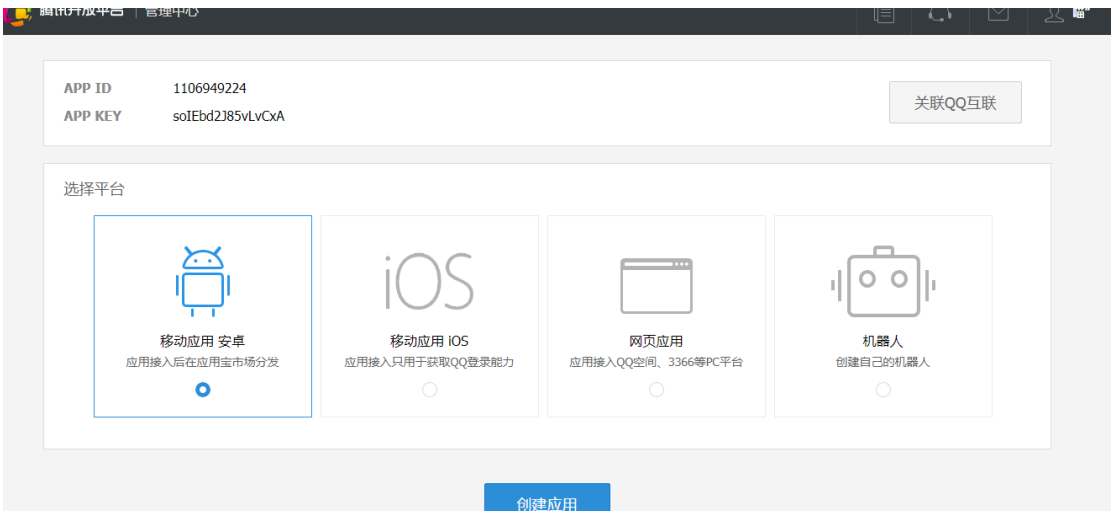 腾讯开放平台 | 管理中心
APP ID 1106949224
APP KEY soIEbd2J85vLvCxA
关联QQ互联
选择平台
iOS
移动应用 安卓
应用接入后在应用宝市场分发
移动应用 iOS
应用接入只用于获取QQ登录能力
网页应用
应用接入QQ空间、3366等PC平台
机器人
创建自己的机器人
创建应用